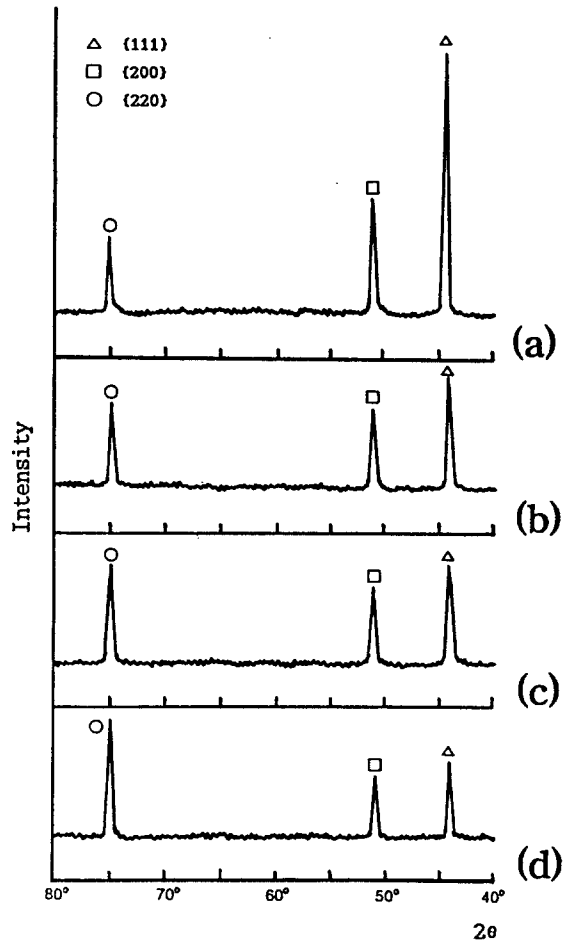 △ {111}
□ {200}
○ {220}
(a)
(b)
(c)
(d)
Intensity
80° 70° 60° 50° 40°
2θ